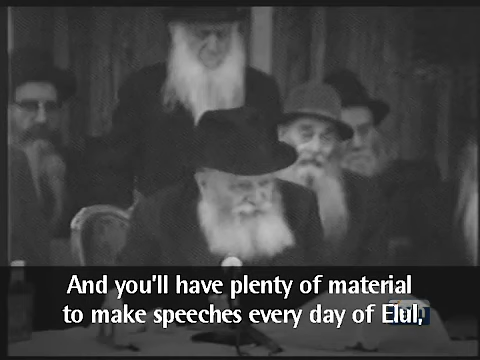 And you'll have plenty of material
to make speeches every day of Elul,